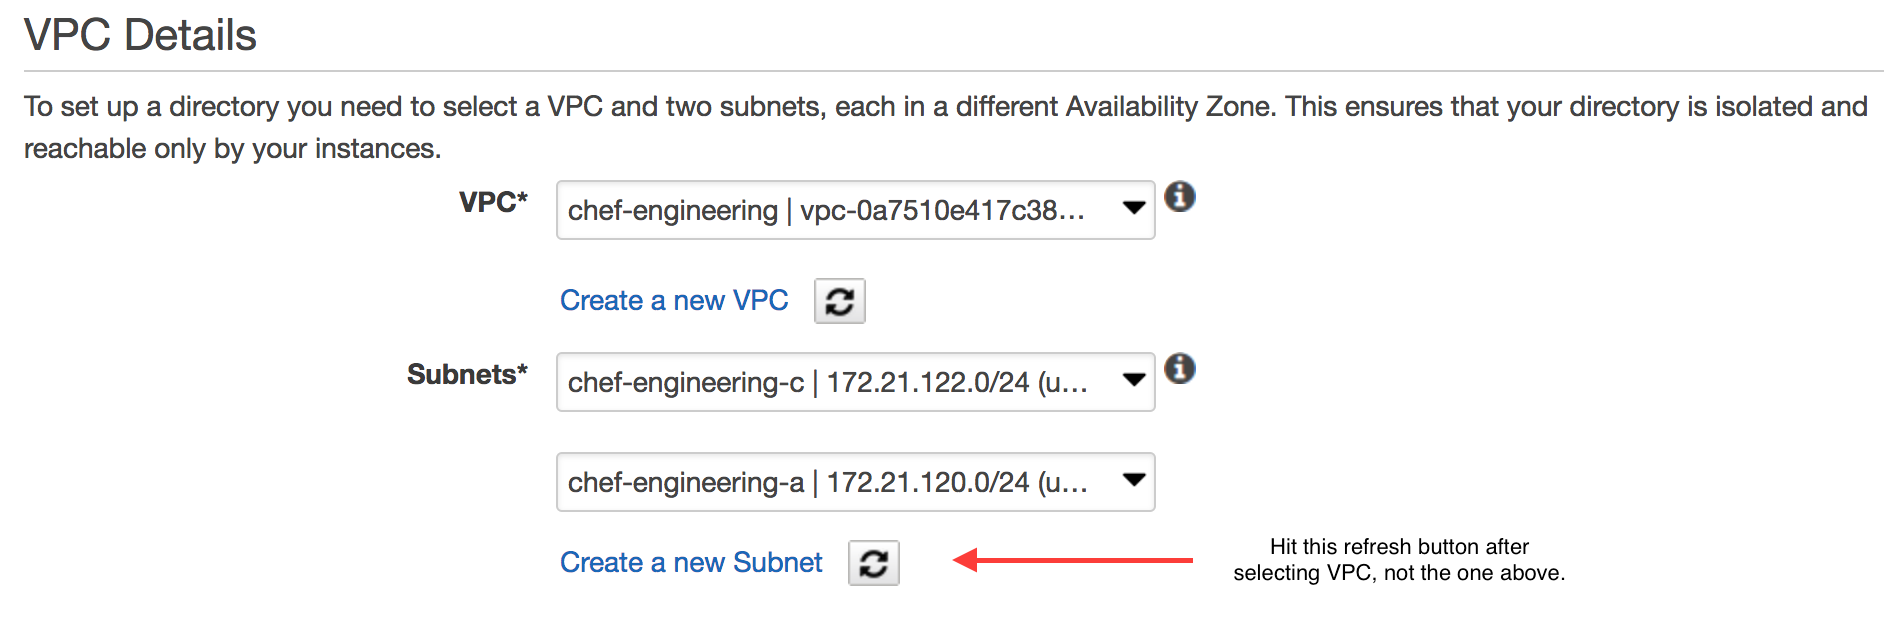 VPC Details
To set up a directory you need to select a VPC and two subnets, each in a different Availability Zone. This ensures that your directory is isolated and
reachable only by your instances.
VPC* chef-engineering | vpc-0a7510e417c38...
Create a new VPC
Subnets* chef-engineering-c | 172.21.122.0/24 (u...
chef-engineering-a | 172.21.120.0/24 (u...
Create a new Subnet
Hit this refresh button after
selecting VPC, not the one above.